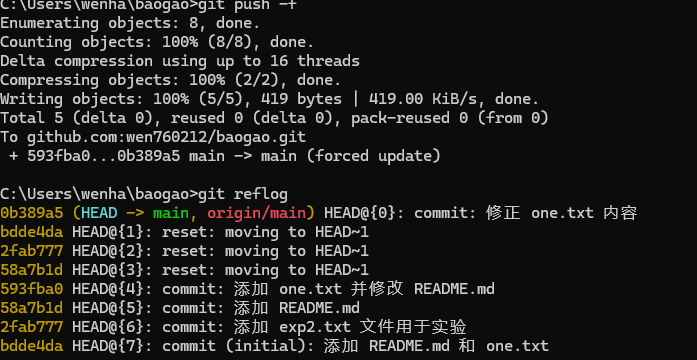 C:\Users\wenha\baogao>git push -f
Enumerating objects: 8, done.
Counting objects: 100% (8/8), done.
Delta compression using up to 16 threads
Compressing objects: 100% (2/2), done.
Writing objects: 100% (5/5), 419 bytes | 419.00 KiB/s, done.
Total 5 (delta 0), reused 0 (delta 0), pack-reused 0 (from 0)
To github.com:wen760212/baogao.git
 + 593fba0...0b389a5 main -> main (forced update)
C:\Users\wenha\baogao>git reflog
0b389a5 (HEAD -> main, origin/main) HEAD@{0}: commit: 修正 one.txt 内容
bdde4da HEAD@{1}: reset: moving to HEAD~1
2fab777 HEAD@{2}: reset: moving to HEAD~1
58a7b1d HEAD@{3}: reset: moving to HEAD~1
593fba0 HEAD@{4}: commit: 添加 one.txt 并修改 README.md
58a7b1d HEAD@{5}: commit: 添加 README.md
2fab777 HEAD@{6}: commit: 添加 exp2.txt 文件用于实验
bdde4da HEAD@{7}: commit (initial): 添加 README.md 和 one.txt